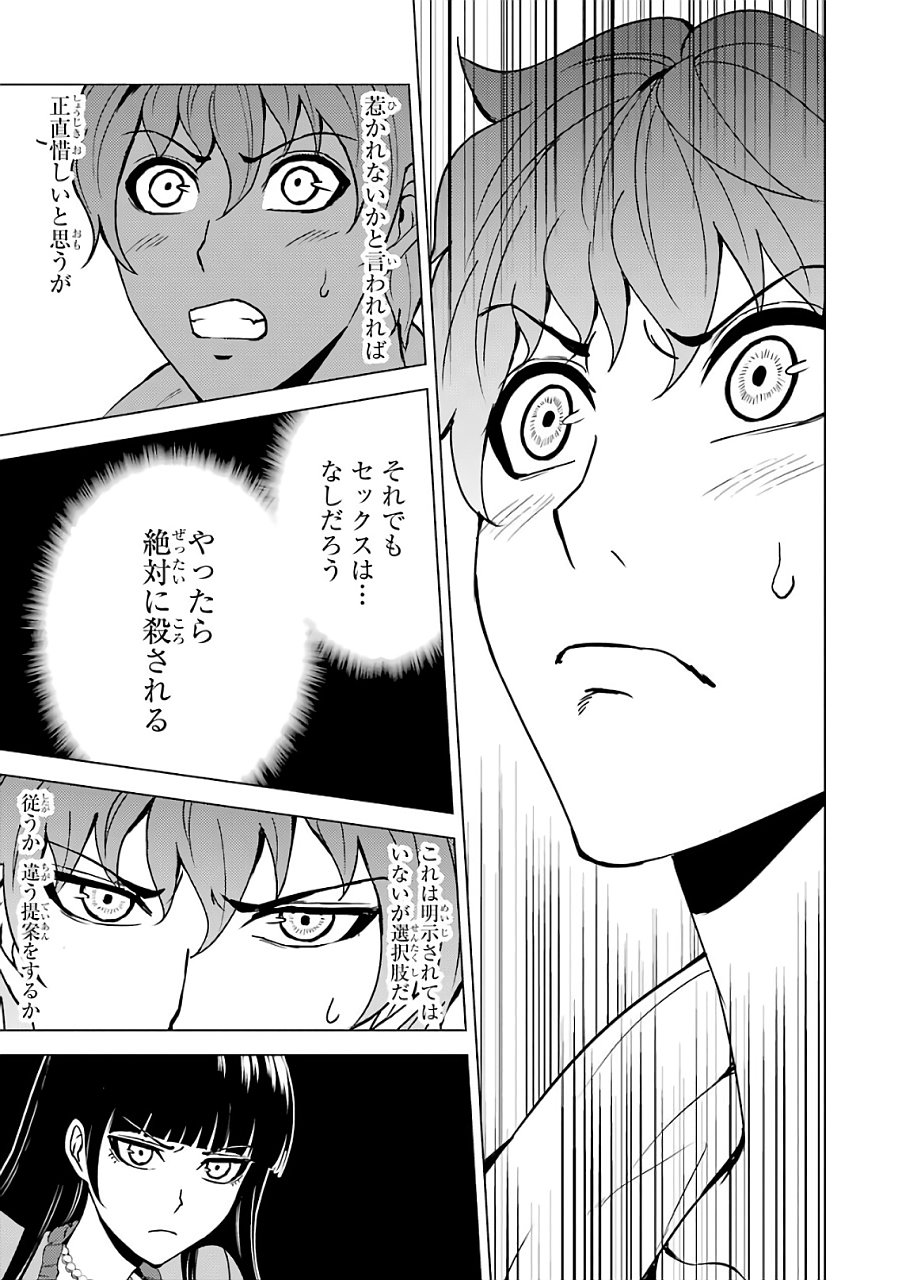 惹かれないかと言われれば
正直惜しいと思うが
それでも
セックスは…
なしだろう
やったら
絶対に殺される
これは明示されては
いないが選択肢だ
従うか 違う提案をするか